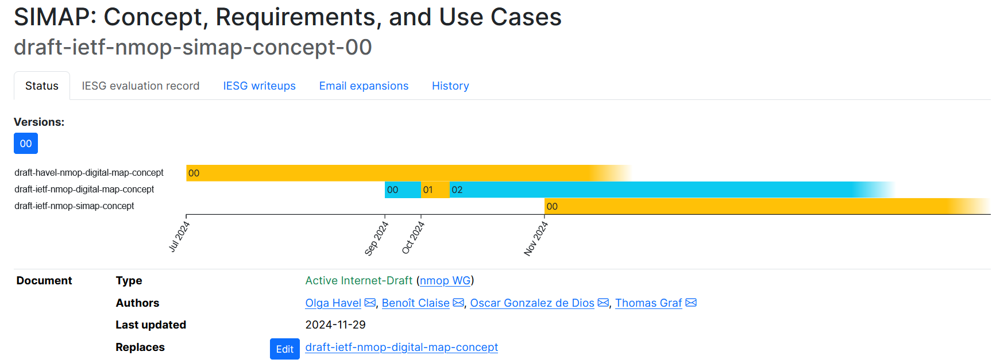 SIMAP: Concept, Requirements, and Use Cases
draft-ietf-nmop-simap-concept-00
Status IESG evaluation record IESG writeups Email expansions History
Versions:
00
draft-havel-nmop-digital-map-concept 00
draft-ietf-nmop-digital-map-concept 00 01 02
draft-ietf-nmop-simap-concept 00
Jul 2024 Sep 2024 Oct 2024 Nov 2024
Document Type Active Internet-Draft (nmop WG)
Authors Olga Havel, Benoît Claise, Oscar Gonzalez de Dios, Thomas Graf
Last updated 2024-11-29
Replaces Edit draft-ietf-nmop-digital-map-concept